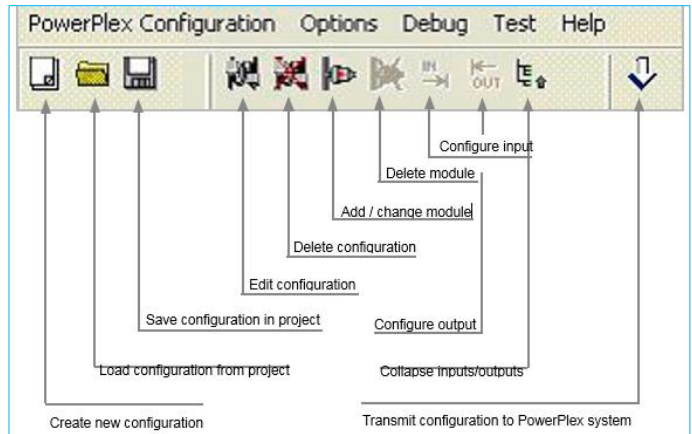 PowerPlex Configuration Options Debug Test Help
IN
OUT
Configure input
Delete module
Add / change module
Delete configuration
Edit configuration
Save configuration in project
Configure output
Load configuration from project
Collapse inputs/outputs
Create new configuration
Transmit configuration to PowerPlex system